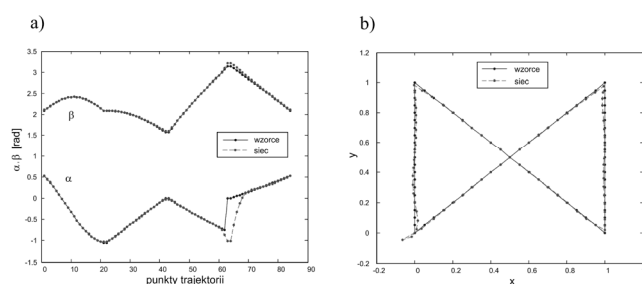 a)
b)
3.5
3
2.5
2
1.5
1
0.5
0
-0.5
-1
-1.5
α, β [rad]
β
α
wzorce
siec
0 10 20 30 40 50 60 70 80 90
punkty trajektorii
1.2
1
0.8
0.6
0.4
0.2
0
-0.2
y
wzorce
siec
-0.2 0 0.2 0.4 0.6 0.8 1
x